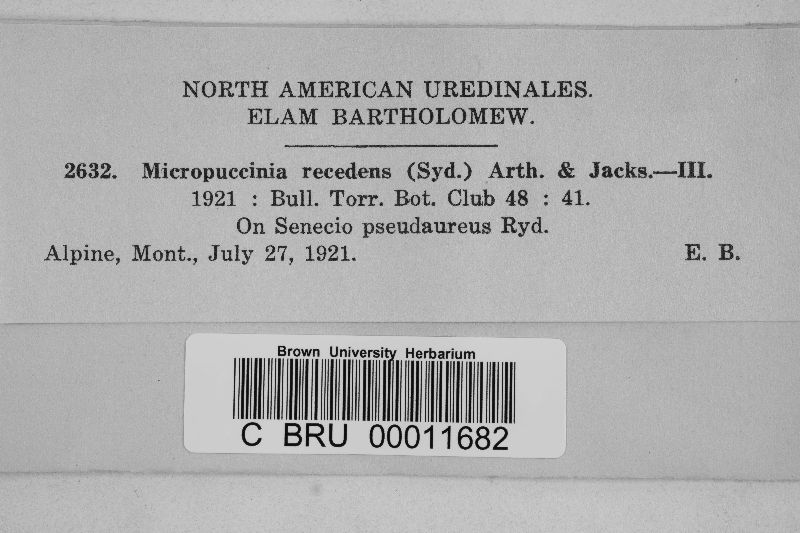 NORTH AMERICAN UREDINALES.
ELAM BARTHOLOMEW.
2632. Micropuccinia recedens (Syd.) Arth. & Jacks.—III.
1921 : Bull. Torr. Bot. Club 48 : 41.
On Senecio pseudaureus Ryd.
Alpine, Mont., July 27, 1921. E. B.
Brown University Herbarium
C BRU 00011682